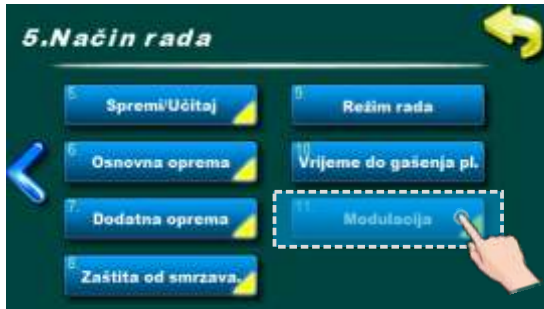 5.Način rada
5. Spremi/Učitaj
9. Režim rada
6. Osnovna oprema
10. Vrijeme do gašenja pl.
7. Dodatna oprema
11. Modulacija
8. Zaštita od smrzava.